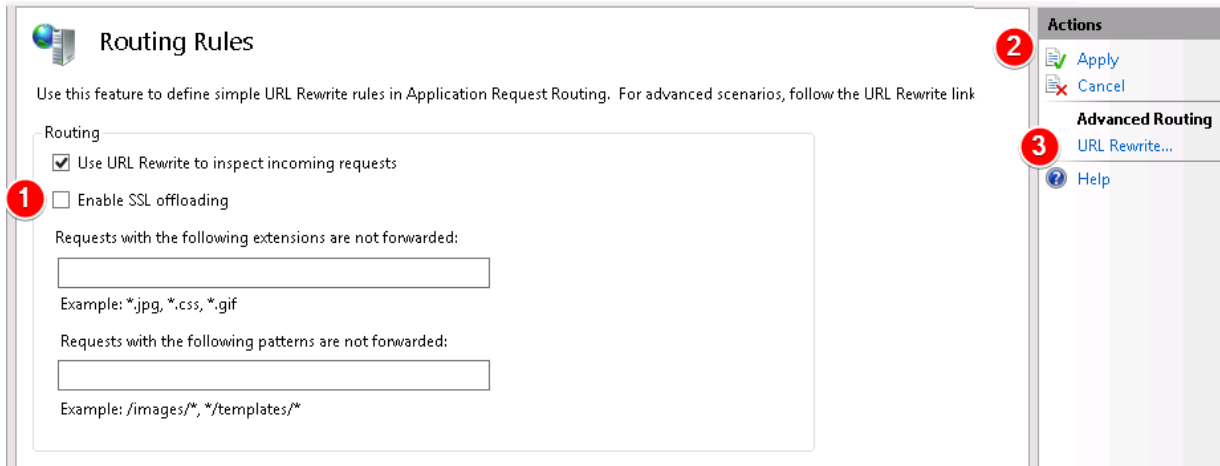 Routing Rules
Use this feature to define simple URL Rewrite rules in Application Request Routing. For advanced scenarios, follow the URL Rewrite link
Routing
Use URL Rewrite to inspect incoming requests
1
Enable SSL offloading
Requests with the following extensions are not forwarded:
Example: *.jpg, *.css, *.gif
Requests with the following patterns are not forwarded:
Example: /images/*, */templates/*
Actions
2
Apply
Cancel
Advanced Routing
3
URL Rewrite...
Help